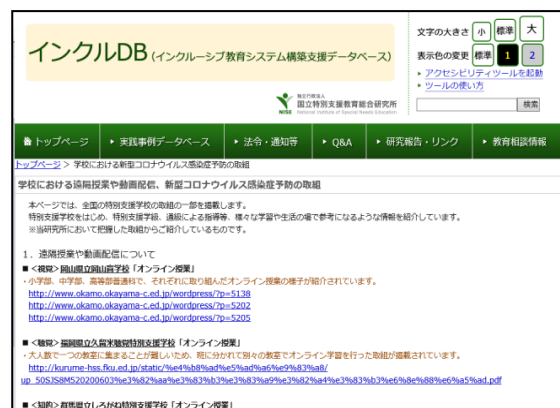 インクルDB（インクルーシブ教育システム構築支援データベース）
文字の大きさ 小 標準 大
表示色の変更 標準 1 2
アクセシビリティツールを起動
ツールの使い方
検索
NISE
独立行政法人
国立特別支援教育総合研究所
National Institute of Special Needs Education
トップページ
実践事例データベース
法令・通知等
Q&A
研究報告・リンク
教育相談情報
トップページ > 学校における新型コロナウイルス感染症予防の取組
学校における遠隔授業や動画配信、新型コロナウイルス感染症予防の取組
本ページでは、全国の特別支援学校の取組の一部を掲載します。
特別支援学校をはじめ、特別支援学級、通級による指導等、様々な学習や生活の場で参考になるような情報を紹介しています。
※当研究所において把握した取組からご紹介しているものです。
1．遠隔授業や動画配信について
■＜視覚＞岡山県立岡山盲学校「オンライン授業」
・小学部、中学部、高等部普通科で、それぞれに取り組んだオンライン授業の様子が紹介されています。
http://www.okamo.okayama-c.ed.jp/wordpress/?p=5138
http://www.okamo.okayama-c.ed.jp/wordpress/?p=5202
http://www.okamo.okayama-c.ed.jp/wordpress/?p=5205
■＜聴覚＞福岡県立久留米聴覚特別支援学校「オンライン授業」
・大人数で一つの教室に集まることが難しいため、班に分かれて別々の教室でオンライン学習を行った取組が掲載されています。
http://kurume-hss.fku.ed.jp/static/%e4%b8%ad%e5%ad%a6%e9%83%a8/
up_50SJS8M520200603%e3%82%aa%e3%83%b3%e3%83%a9%e3%82%a4%e3%83%b3%e6%8e%88%e6%a5%ad.pdf
■＜知的＞群馬県立しろがね特別支援学校「オンライン授業」